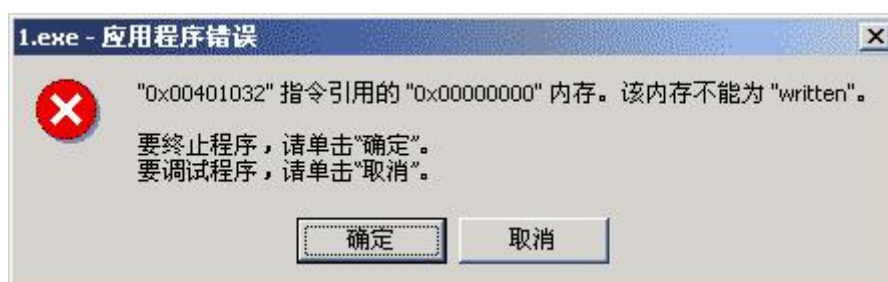 1.exe - 应用程序错误
"0x00401032" 指令引用的 "0x00000000" 内存。该内存不能为 "written"。
要终止程序，请单击“确定”。
要调试程序，请单击“取消”。
确定
取消